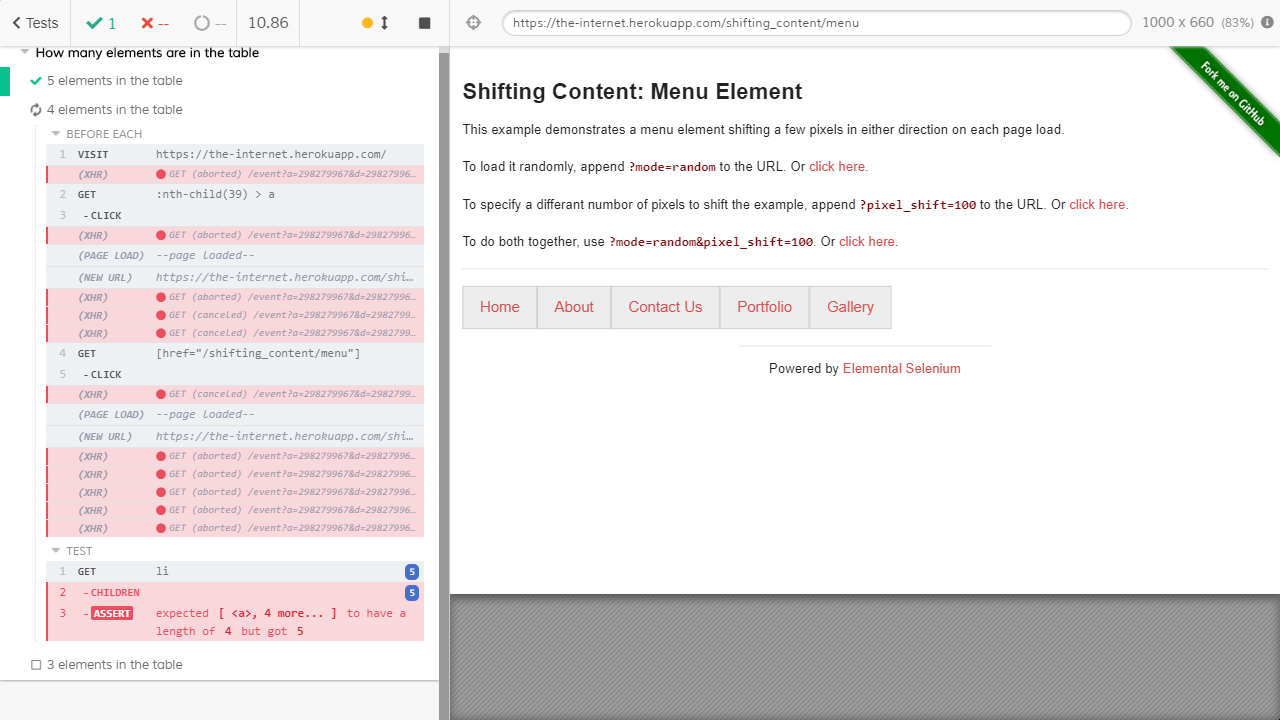 Tests
1
--
--
10.86
How many elements are in the table
5 elements in the table
4 elements in the table
BEFORE EACH
1 VISIT https://the-internet.herokuapp.com/
(XHR) GET (aborted) /event?a=298279967&d=29827996…
2 GET :nth-child(39) > a
3 -CLICK
(XHR) GET (aborted) /event?a=298279967&d=29827996…
(PAGE LOAD) --page loaded--
(NEW URL) https://the-internet.herokuapp.com/shi…
(XHR) GET (aborted) /event?a=298279967&d=29827996…
(XHR) GET (canceled) /event?a=298279967&d=2982799…
(XHR) GET (canceled) /event?a=298279967&d=2982799…
4 GET [href="/shifting_content/menu"]
5 -CLICK
(XHR) GET (canceled) /event?a=298279967&d=2982799…
(PAGE LOAD) --page loaded--
(NEW URL) https://the-internet.herokuapp.com/shi…
(XHR) GET (aborted) /event?a=298279967&d=29827996…
(XHR) GET (aborted) /event?a=298279967&d=29827996…
(XHR) GET (aborted) /event?a=298279967&d=29827996…
(XHR) GET (aborted) /event?a=298279967&d=29827996…
(XHR) GET (aborted) /event?a=298279967&d=29827996…
TEST
1 GET li 5
2 -CHILDREN 5
3 -ASSERT expected [ <a>, 4 more... ] to have a
length of 4 but got 5
3 elements in the table
https://the-internet.herokuapp.com/shifting_content/menu
1000 x 660 (83%)
Fork me on GitHub
Shifting Content: Menu Element
This example demonstrates a menu element shifting a few pixels in either direction on each page load.
To load it randomly, append ?mode=random to the URL. Or click here.
To specify a differant numbor of pixels to shift the example, append ?pixel_shift=100 to the URL. Or click here.
To do both together, use ?mode=random&pixel_shift=100. Or click here.
Home About Contact Us Portfolio Gallery
Powered by Elemental Selenium